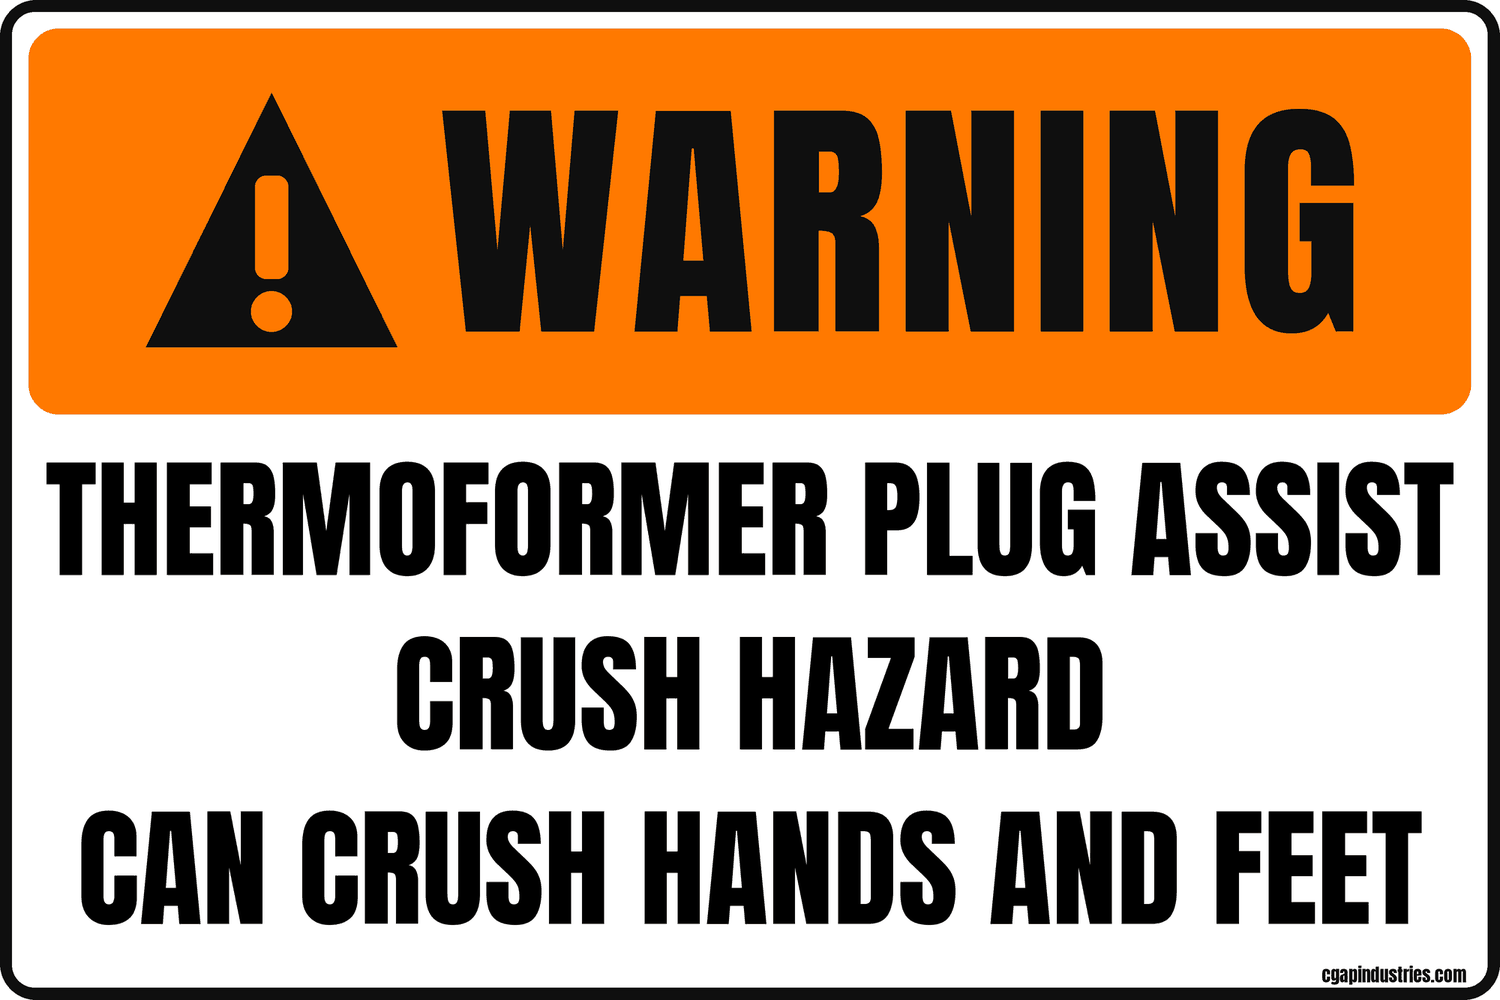 WARNING
THERMOFORMER PLUG ASSIST
CRUSH HAZARD
CAN CRUSH HANDS AND FEET
cgapindustries.com